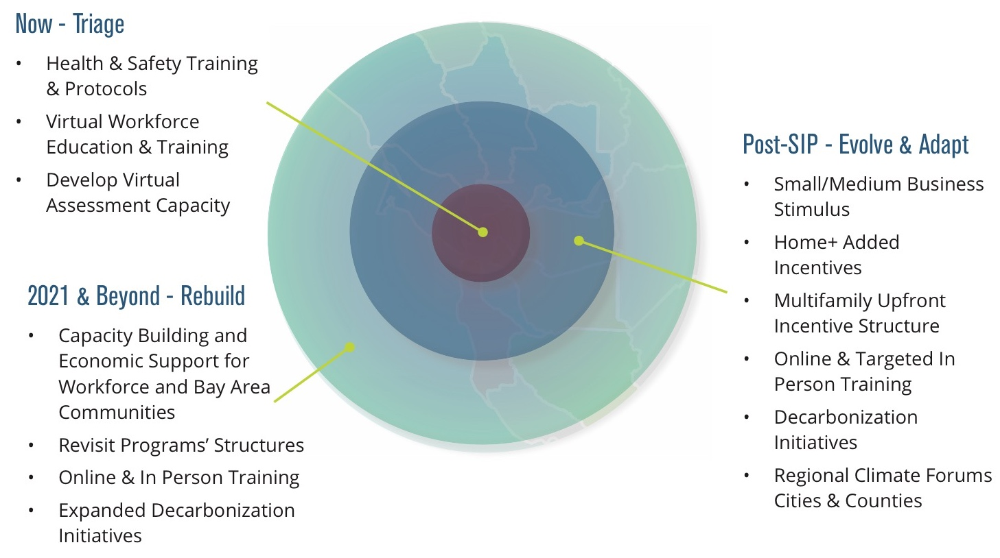 Now - Triage
• Health & Safety Training
& Protocols
• Virtual Workforce
Education & Training
• Develop Virtual
Assessment Capacity
2021 & Beyond - Rebuild
• Capacity Building and
Economic Support for
Workforce and Bay Area
Communities
• Revisit Programs’ Structures
• Online & In Person Training
• Expanded Decarbonization
Initiatives
Post-SIP - Evolve & Adapt
• Small/Medium Business
Stimulus
• Home+ Added
Incentives
• Multifamily Upfront
Incentive Structure
• Online & Targeted In
Person Training
• Decarbonization
Initiatives
• Regional Climate Forums
Cities & Counties